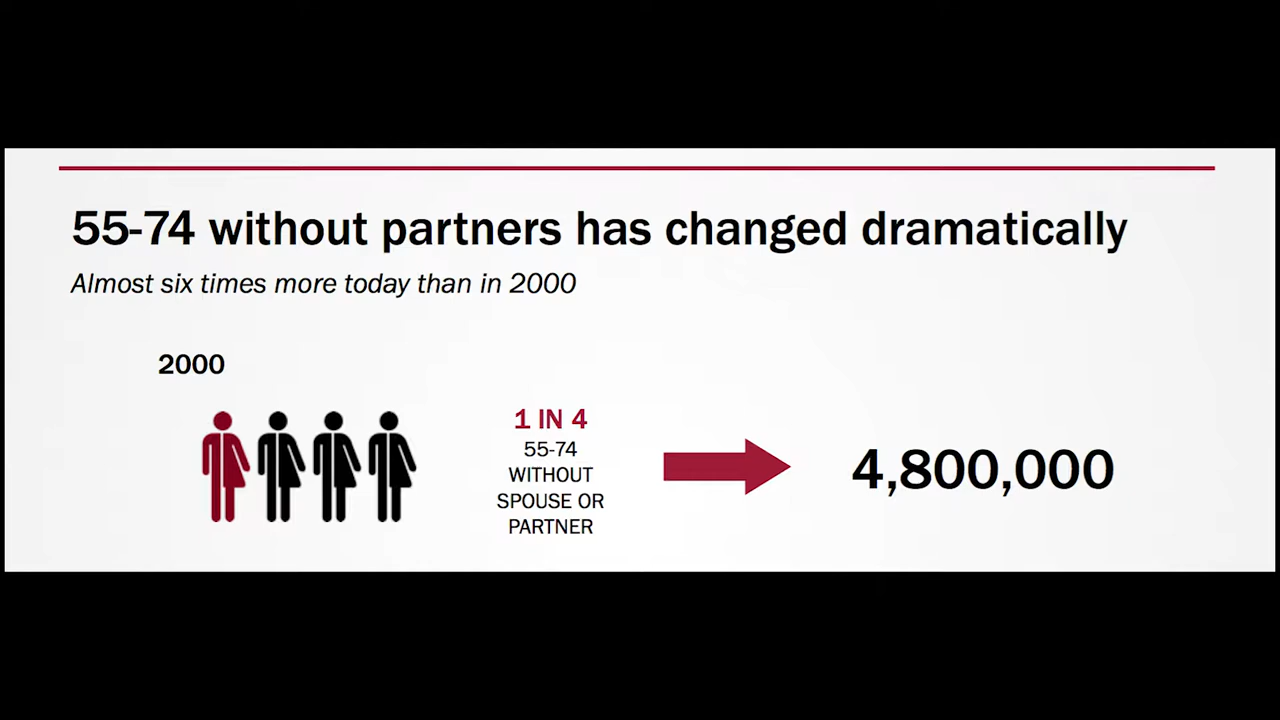 55-74 without partners has changed dramatically
Almost six times more today than in 2000
2000
1 IN 4
55-74
WITHOUT
SPOUSE OR
PARTNER
4,800,000